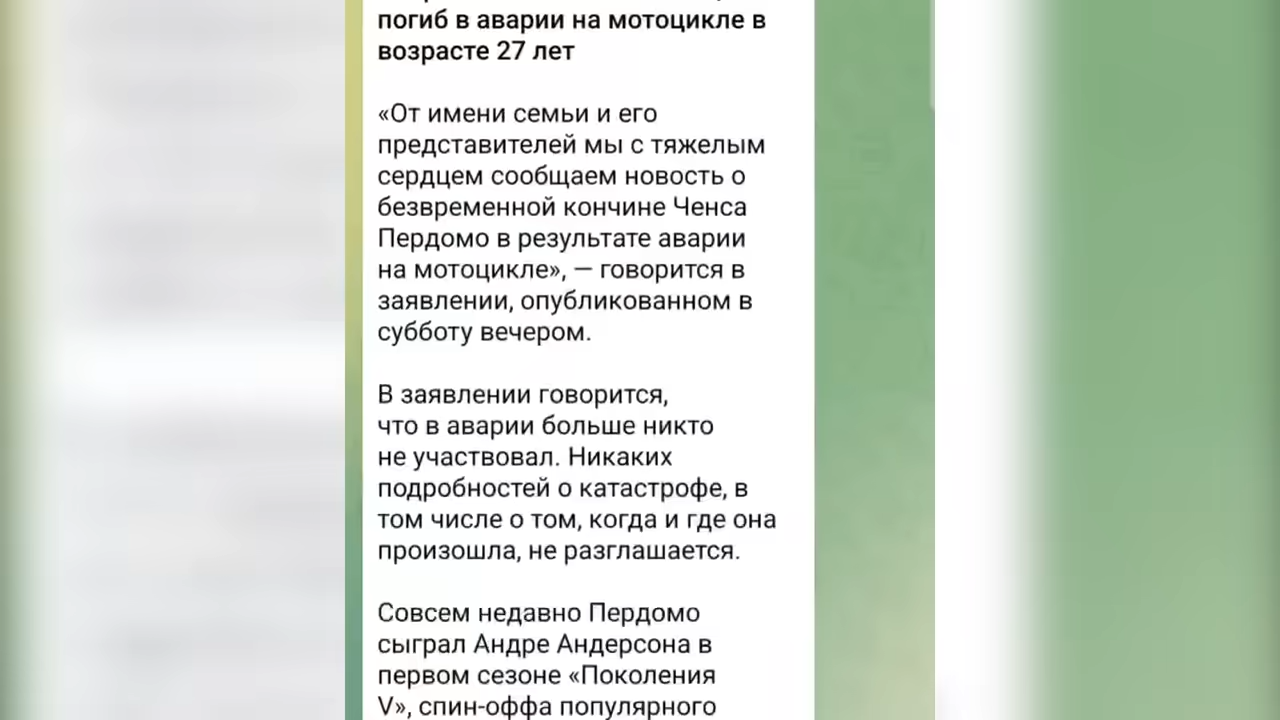 погиб в аварии на мотоцикле в
возрасте 27 лет
«От имени семьи и его
представителей мы с тяжелым
сердцем сообщаем новость о
безвременной кончине Ченса
Пердомо в результате аварии
на мотоцикле», — говорится в
заявлении, опубликованном в
субботу вечером.
В заявлении говорится,
что в аварии больше никто
не участвовал. Никаких
подробностей о катастрофе, в
том числе о том, когда и где она
произошла, не разглашается.
Совсем недавно Пердомо
сыграл Андре Андерсона в
первом сезоне «Поколения
V», спин-оффа популярного